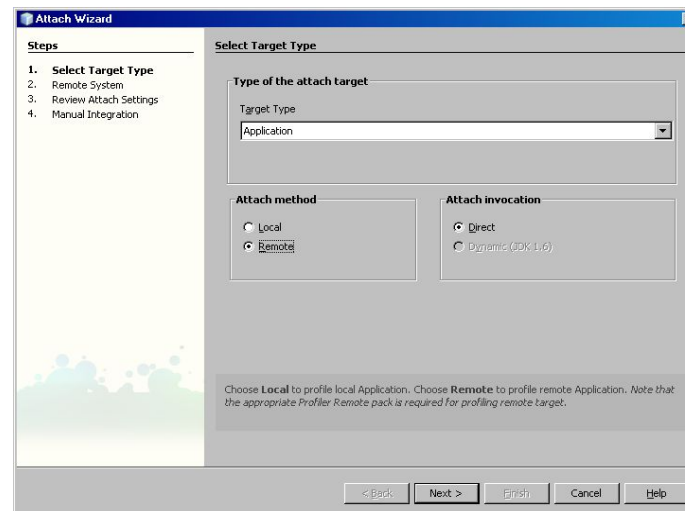 Attach Wizard
Steps
1. Select Target Type
2. Remote System
3. Review Attach Settings
4. Manual Integration
Select Target Type
Type of the attach target
Target Type
Application
Attach method
Local
Remote
Attach invocation
Direct
Dynamic (JDK 1.6)
Choose Local to profile local Application. Choose Remote to profile remote Application. Note that
the appropriate Profiler Remote pack is required for profiling remote target.
< Back
Next >
Finish
Cancel
Help